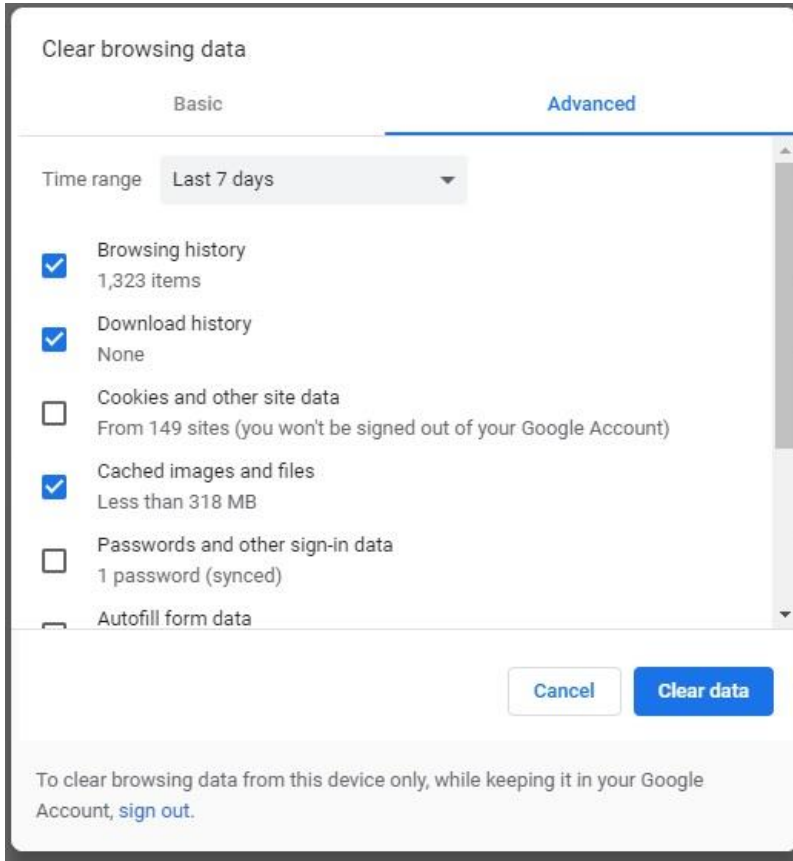 Clear browsing data
Basic
Advanced
Time range
Last 7 days
Browsing history
1,323 items
Download history
None
Cookies and other site data
From 149 sites (you won't be signed out of your Google Account)
Cached images and files
Less than 318 MB
Passwords and other sign-in data
1 password (synced)
Autofill form data
Cancel
Clear data
To clear browsing data from this device only, while keeping it in your Google
Account, sign out.